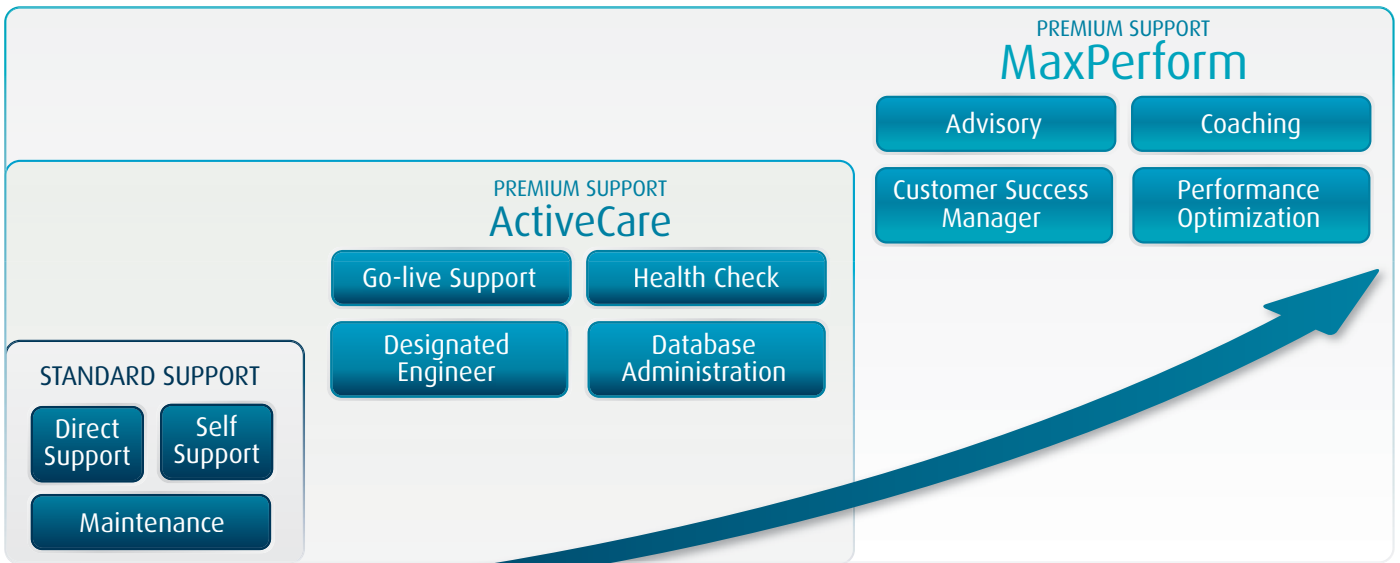 PREMIUM SUPPORT
MaxPerform
Advisory
Coaching
Customer Success
Manager
Performance
Optimization
PREMIUM SUPPORT
ActiveCare
Go-live Support
Health Check
Designated
Engineer
Database
Administration
STANDARD SUPPORT
Direct
Support
Self
Support
Maintenance